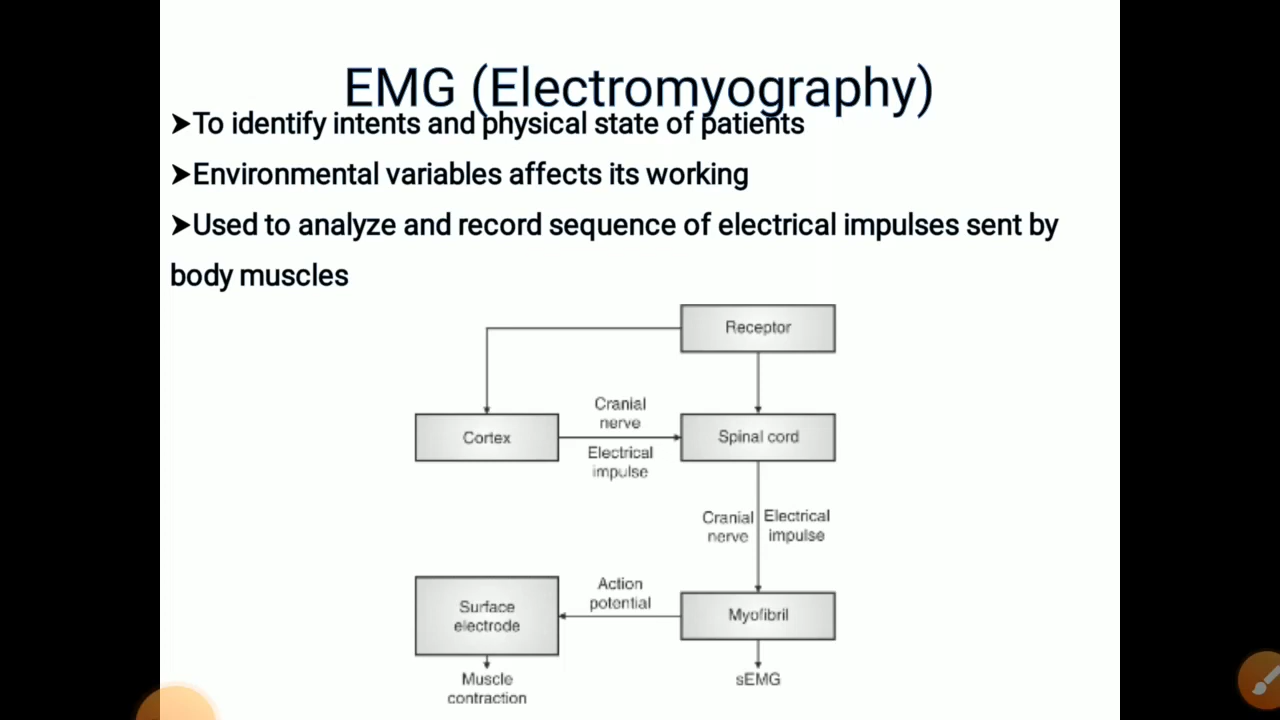 EMG (Electromyography)
➤To identify intents and physical state of patients
➤Environmental variables affects its working
➤Used to analyze and record sequence of electrical impulses sent by
body muscles
Receptor
Cranial
nerve
Cortex
Spinal cord
Electrical
impulse
Cranial
nerve
Electrical
impulse
Action
potential
Surface
electrode
Myofibril
Muscle
contraction
sEMG